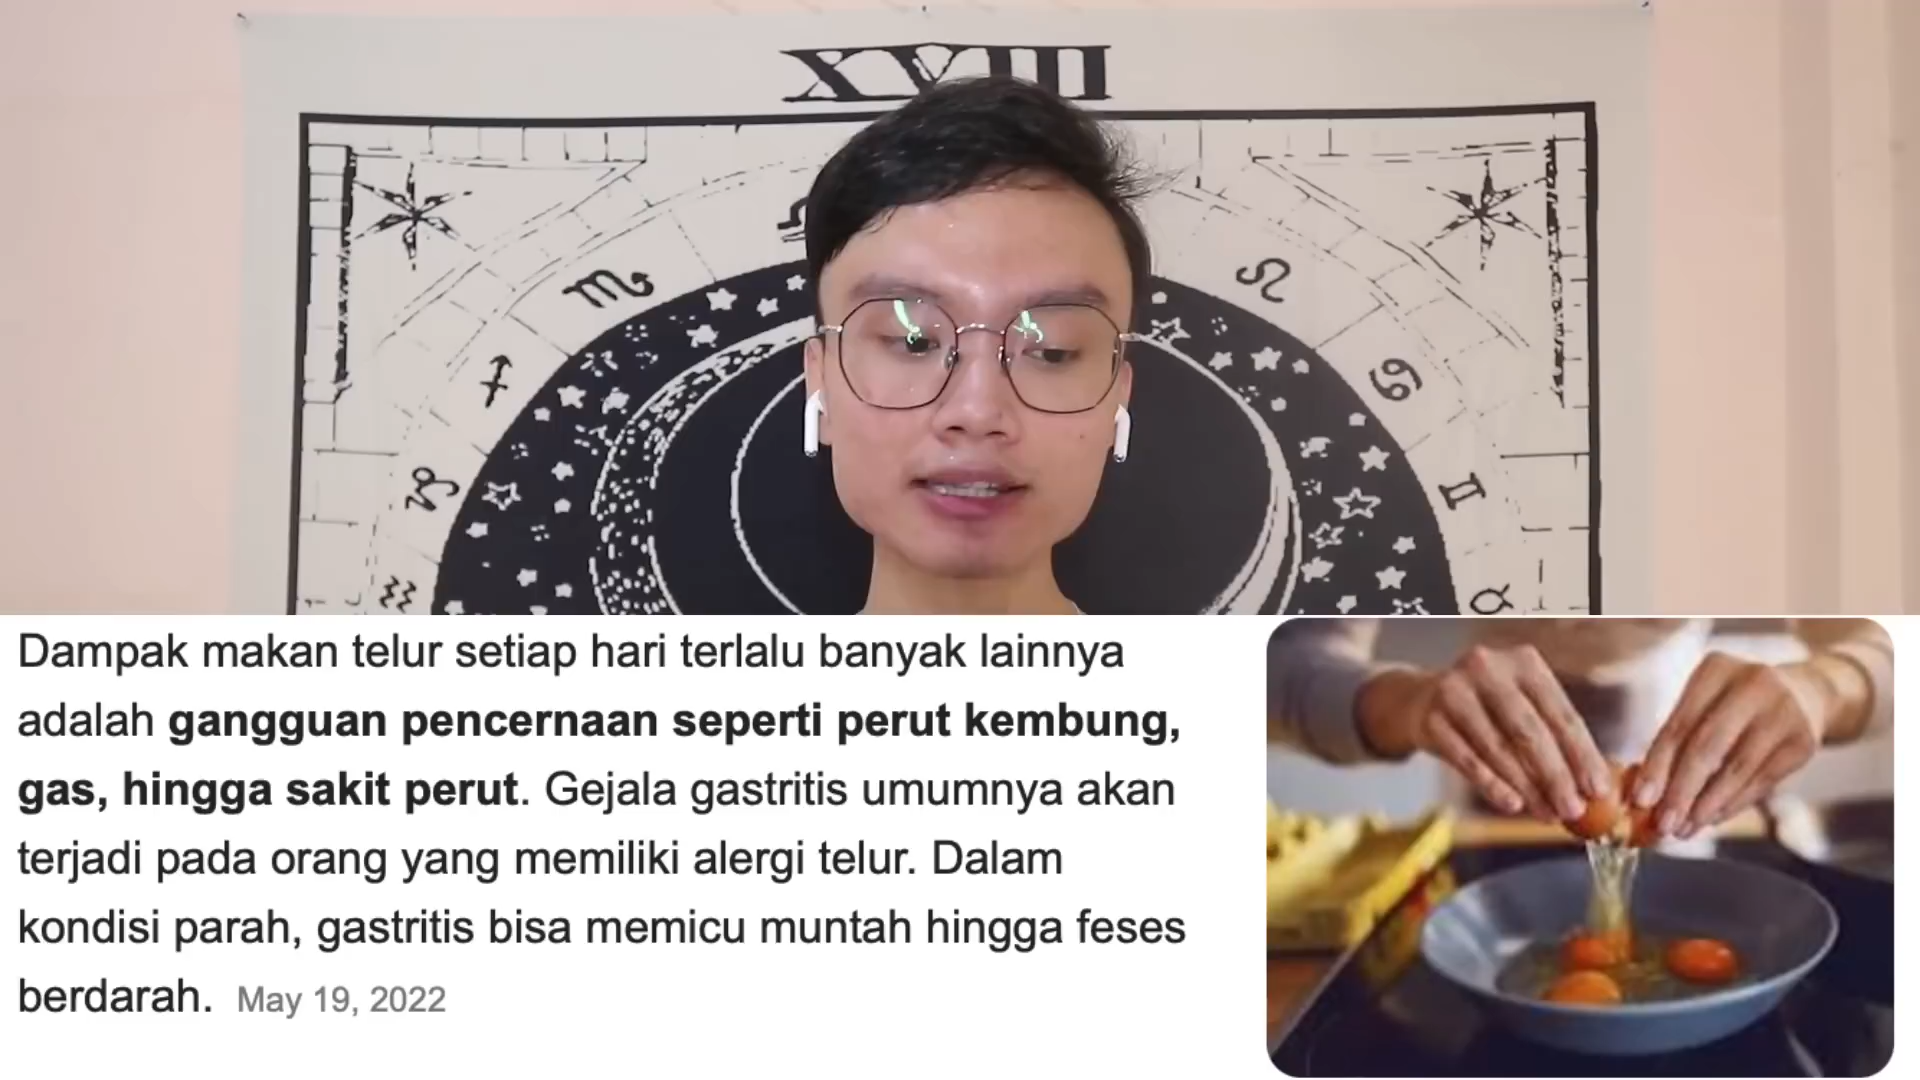 XVIII
Dampak makan telur setiap hari terlalu banyak lainnya
adalah gangguan pencernaan seperti perut kembung,
gas, hingga sakit perut. Gejala gastritis umumnya akan
terjadi pada orang yang memiliki alergi telur. Dalam
kondisi parah, gastritis bisa memicu muntah hingga feses
berdarah. May 19, 2022